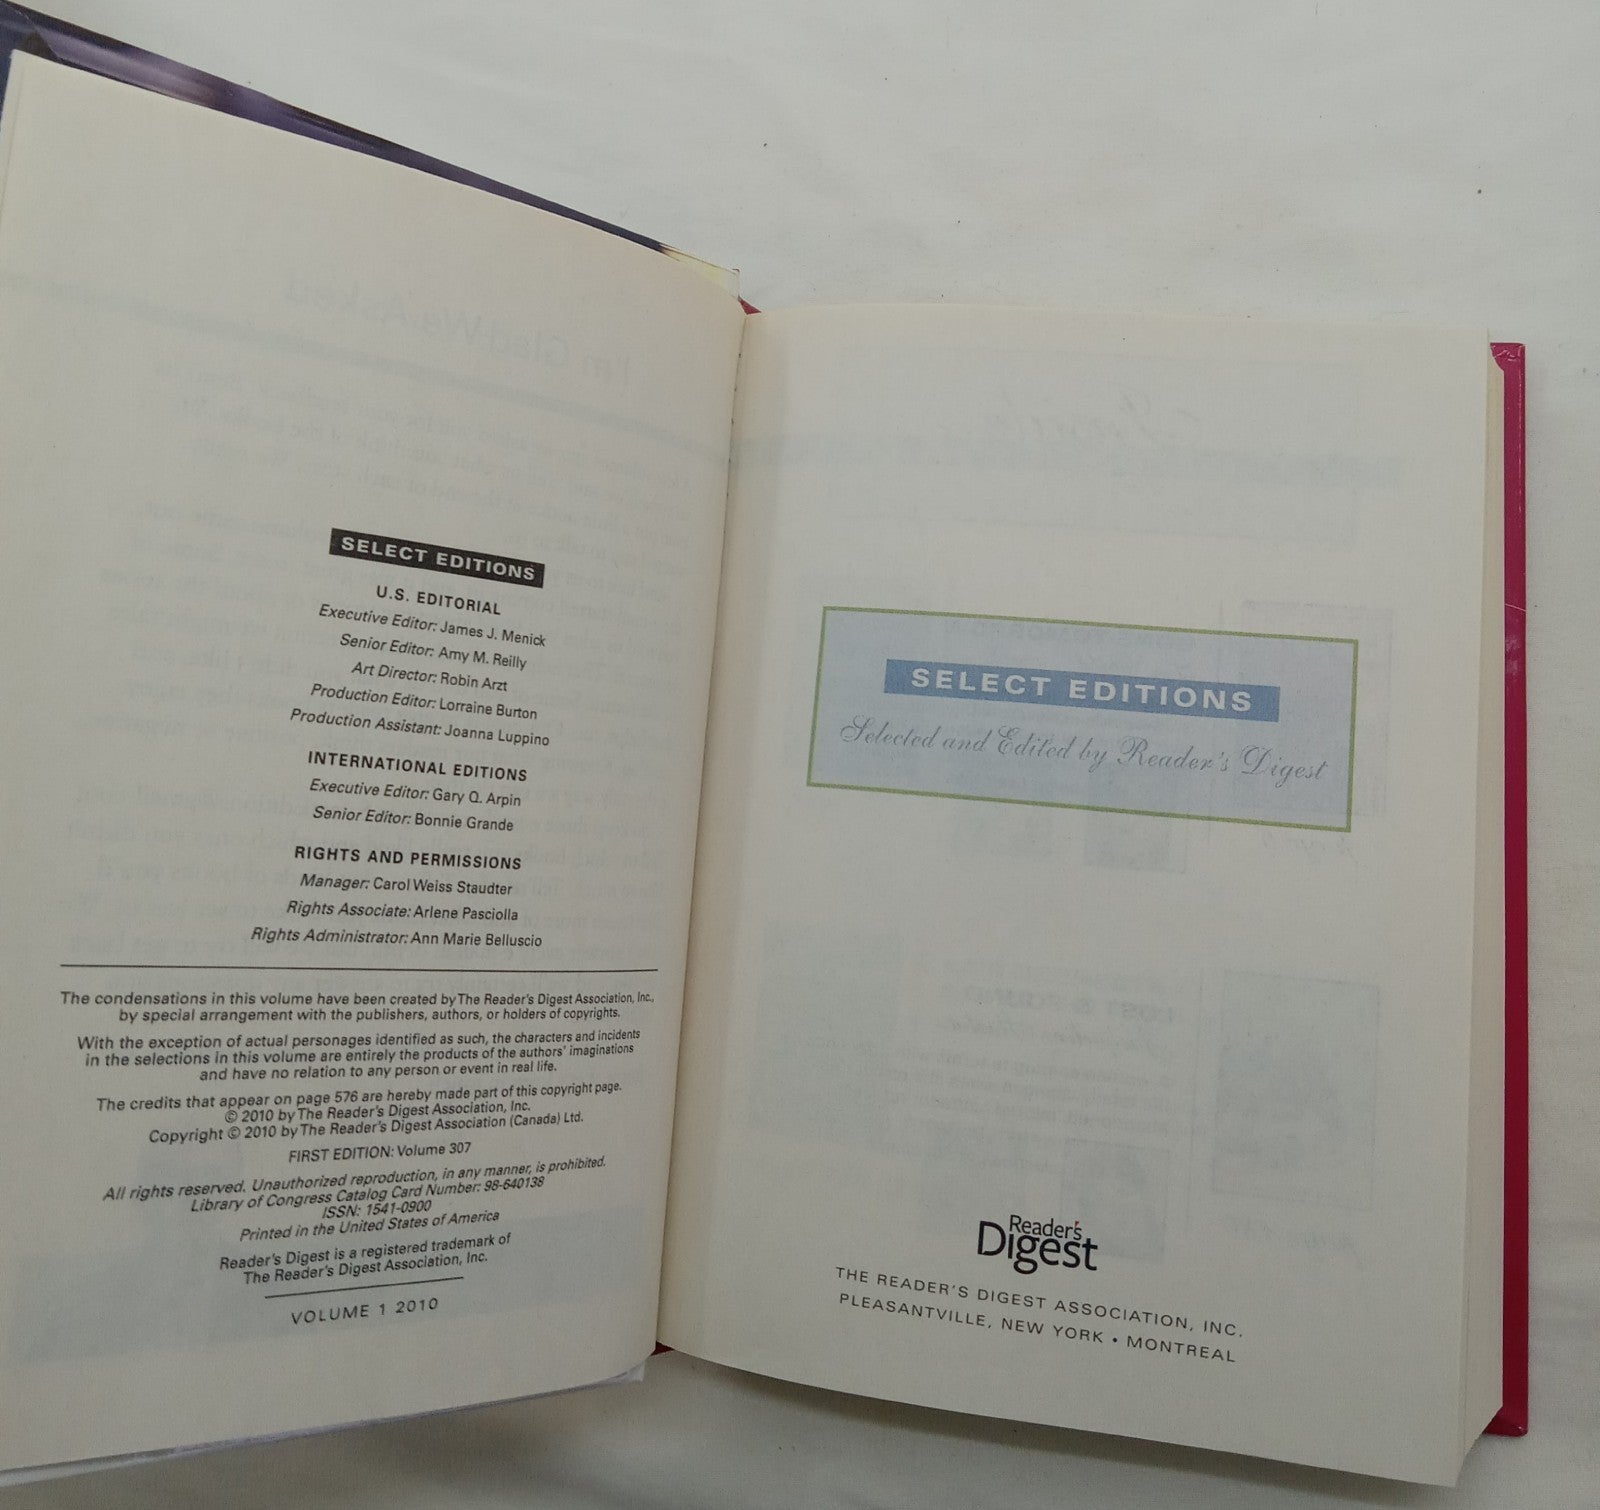 SELECT EDITIONS
U.S. EDITORIAL
Executive Editor: James J. Menick
Senior Editor: Amy M. Reilly
Art Director: Robin Arzt
Production Editor: Lorraine Burton
Production Assistant: Joanna Luppino
INTERNATIONAL EDITIONS
Executive Editor: Gary Q. Arpin
Senior Editor: Bonnie Grande
RIGHTS AND PERMISSIONS
Manager: Carol Weiss Staudter
Rights Associate: Arlene Pasciolla
Rights Administrator: Ann Marie Belluscio
The condensations in this volume have been created by The Reader's Digest Association, Inc.,
by special arrangement with the publishers, authors, or holders of copyrights.
With the exception of actual personages identified as such, the characters and incidents
in the selections in this volume are entirely the products of the authors' imaginations
and have no relation to any person or event in real life.
The credits that appear on page 576 are hereby made part of this copyright page.
© 2010 by The Reader's Digest Association, Inc.
Copyright © 2010 by The Reader's Digest Association (Canada) Ltd.
FIRST EDITION: Volume 307
All rights reserved. Unauthorized reproduction, in any manner, is prohibited.
Library of Congress Catalog Card Number: 98-640138
ISSN: 1541-0900
Printed in the United States of America
Reader's Digest is a registered trademark of
The Reader's Digest Association, Inc.
VOLUME 1 2010
SELECT EDITIONS
Selected and Edited by Reader's Digest
Reader's
Digest
THE READER'S DIGEST ASSOCIATION, INC.
PLEASANTVILLE, NEW YORK • MONTREAL